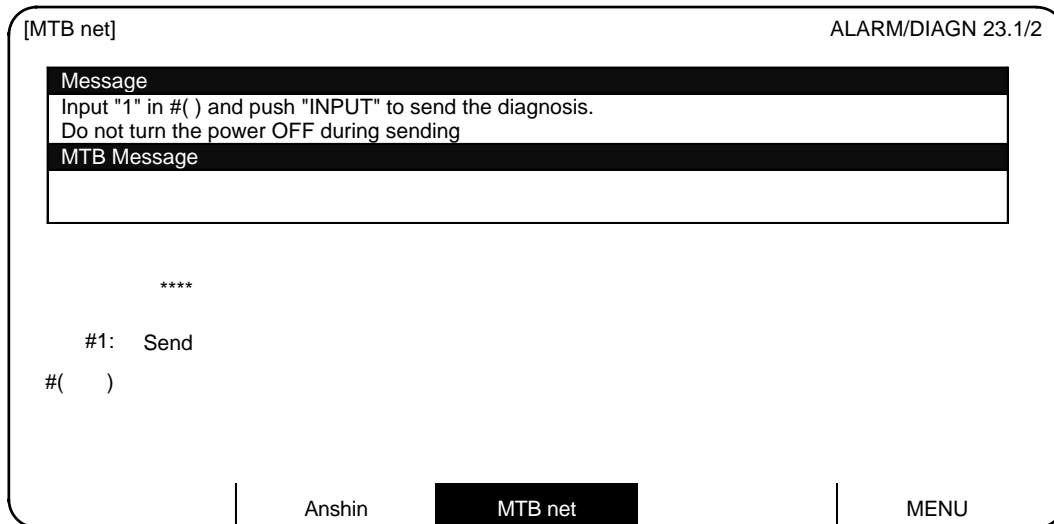 [MTB net] ALARM/DIAGN 23.1/2
Message
Input "1" in #( ) and push "INPUT" to send the diagnosis.
Do not turn the power OFF during sending
MTB Message
****
#1: Send
#( )
Anshin MTB net MENU